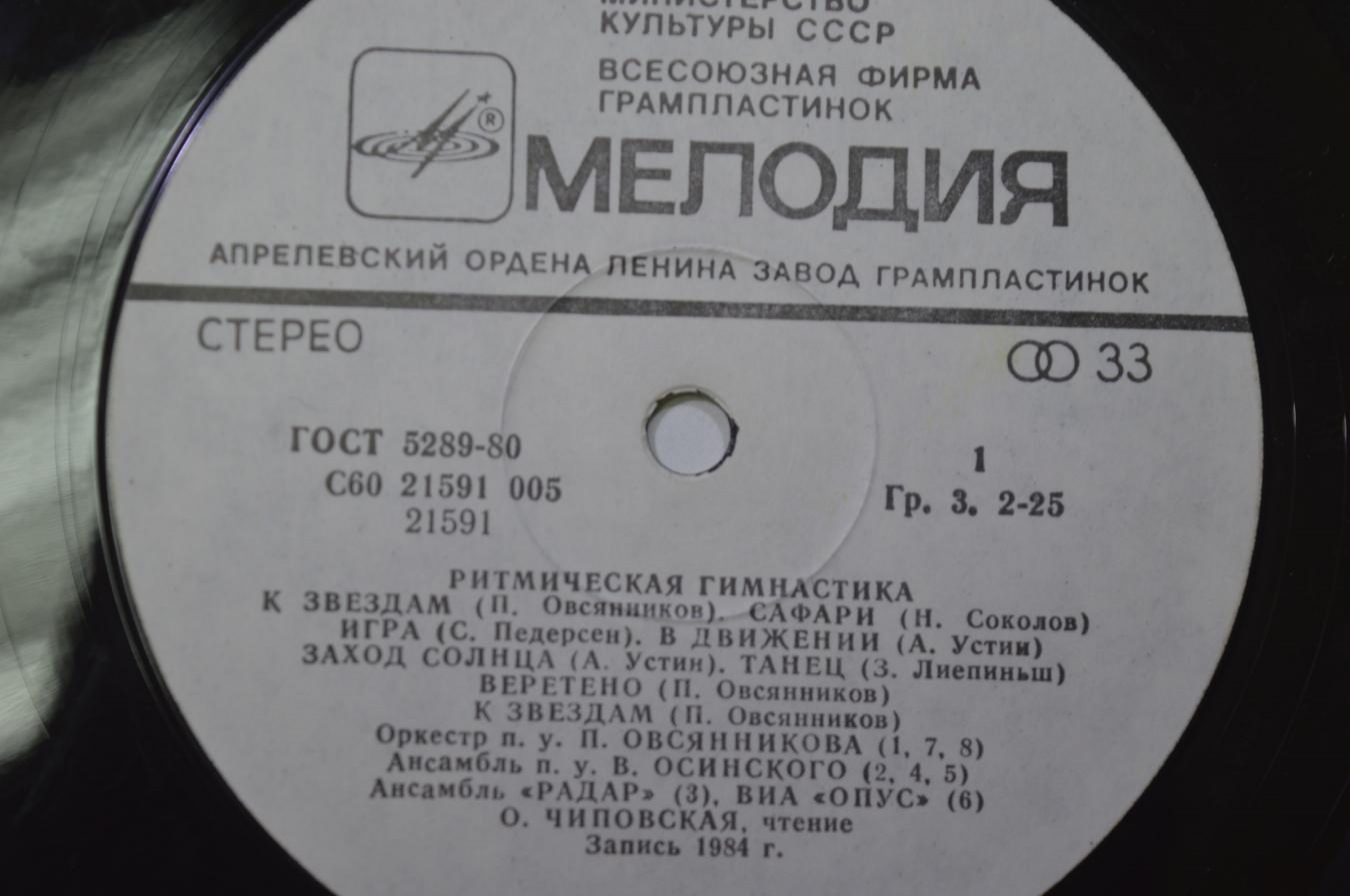 МИНИСТЕРСТВО
КУЛЬТУРЫ СССР
ВСЕСОЮЗНАЯ ФИРМА
ГРАМПЛАСТИНОК
®
МЕЛОДИЯ
АПРЕЛЕВСКИЙ ОРДЕНА ЛЕНИНА ЗАВОД ГРАМПЛАСТИНОК
СТЕРЕО
33
ГОСТ 5289-80
С60 21591 005
21591
1
Гр. 3. 2-25
РИТМИЧЕСКАЯ ГИМНАСТИКА
К ЗВЕЗДАМ (П. Овсянников). САФАРИ (Н. Соколов)
ИГРА (С. Педерсен). В ДВИЖЕНИИ (А. Устин)
ЗАХОД СОЛНЦА (А. Устин). ТАНЕЦ (З. Лиепиньш)
ВЕРЕТЕНО (П. Овсянников)
К ЗВЕЗДАМ (П. Овсянников)
Оркестр п. у. П. ОВСЯННИКОВА (1, 7, 8)
Ансамбль п. у. В. ОСИНСКОГО (2, 4, 5)
Ансамбль «РАДАР» (3), ВИА «ОПУС» (6)
О. ЧИПОВСКАЯ, чтение
Запись 1984 г.